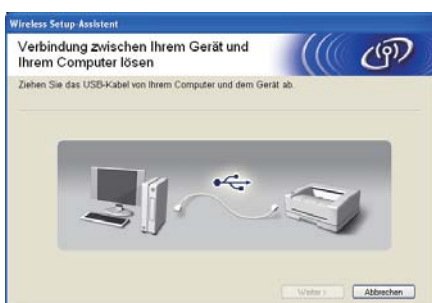 Wireless Setup-Assistent
Verbindung zwischen Ihrem Gerät und
Ihrem Computer lösen
Ziehen Sie das USB-Kabel von Ihrem Computer und dem Gerät ab.
Weiter >
Abbrechen